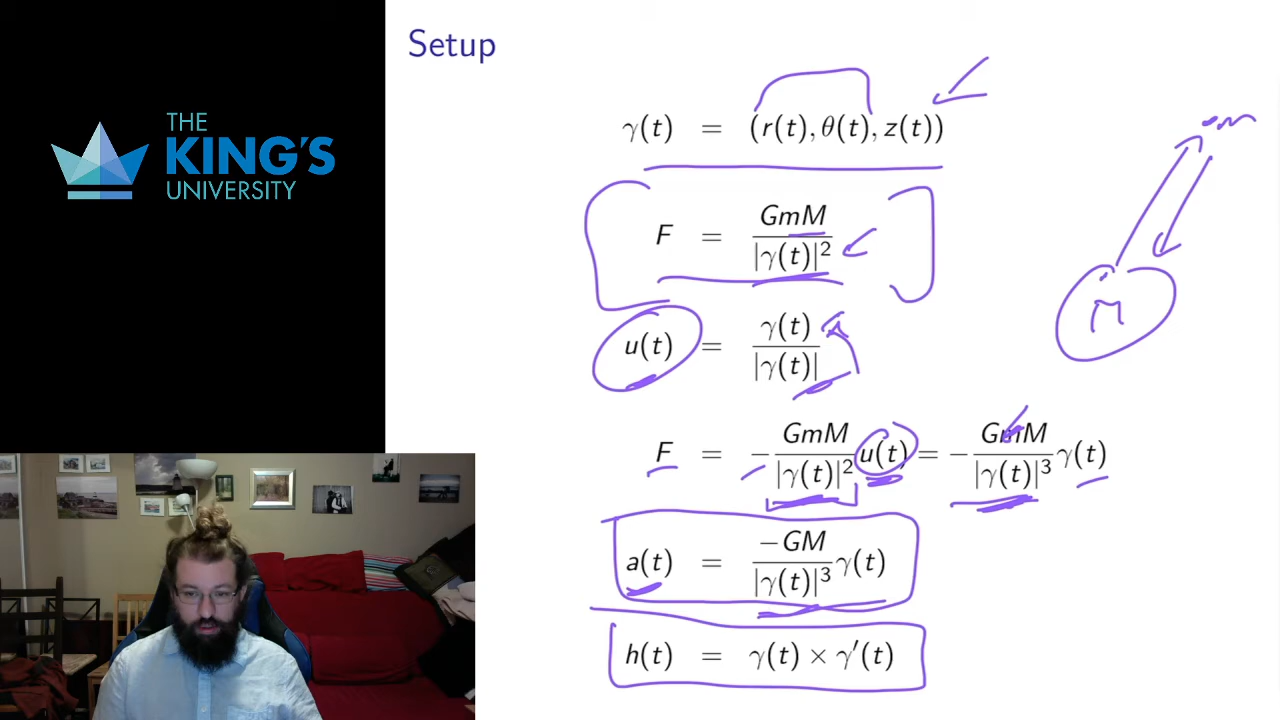 THE
KING'S
UNIVERSITY
Setup
γ(t) = (r(t), θ(t), z(t))
F = GmM / |γ(t)|²
u(t) = γ(t) / |γ(t)|
F = − GmM / |γ(t)|² u(t) = − GmM / |γ(t)|³ γ(t)
a(t) = −GM / |γ(t)|³ γ(t)
h(t) = γ(t) × γ′(t)
m
M